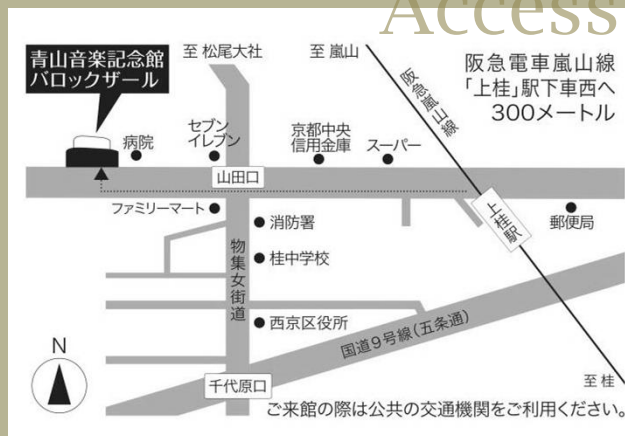 Access
青山音楽記念館
バロックザール
至 松尾大社
至 嵐山
阪急嵐山線
阪急電車嵐山線
「上桂」駅下車西へ
300メートル
病院
セブン
イレブン
京都中央
信用金庫
スーパー
山田口
ファミリーマート
消防署
上桂駅
郵便局
物集女街道
桂中学校
西京区役所
国道9号線(五条通)
N
千代原口
至 桂
ご来館の際は公共の交通機関をご利用ください。